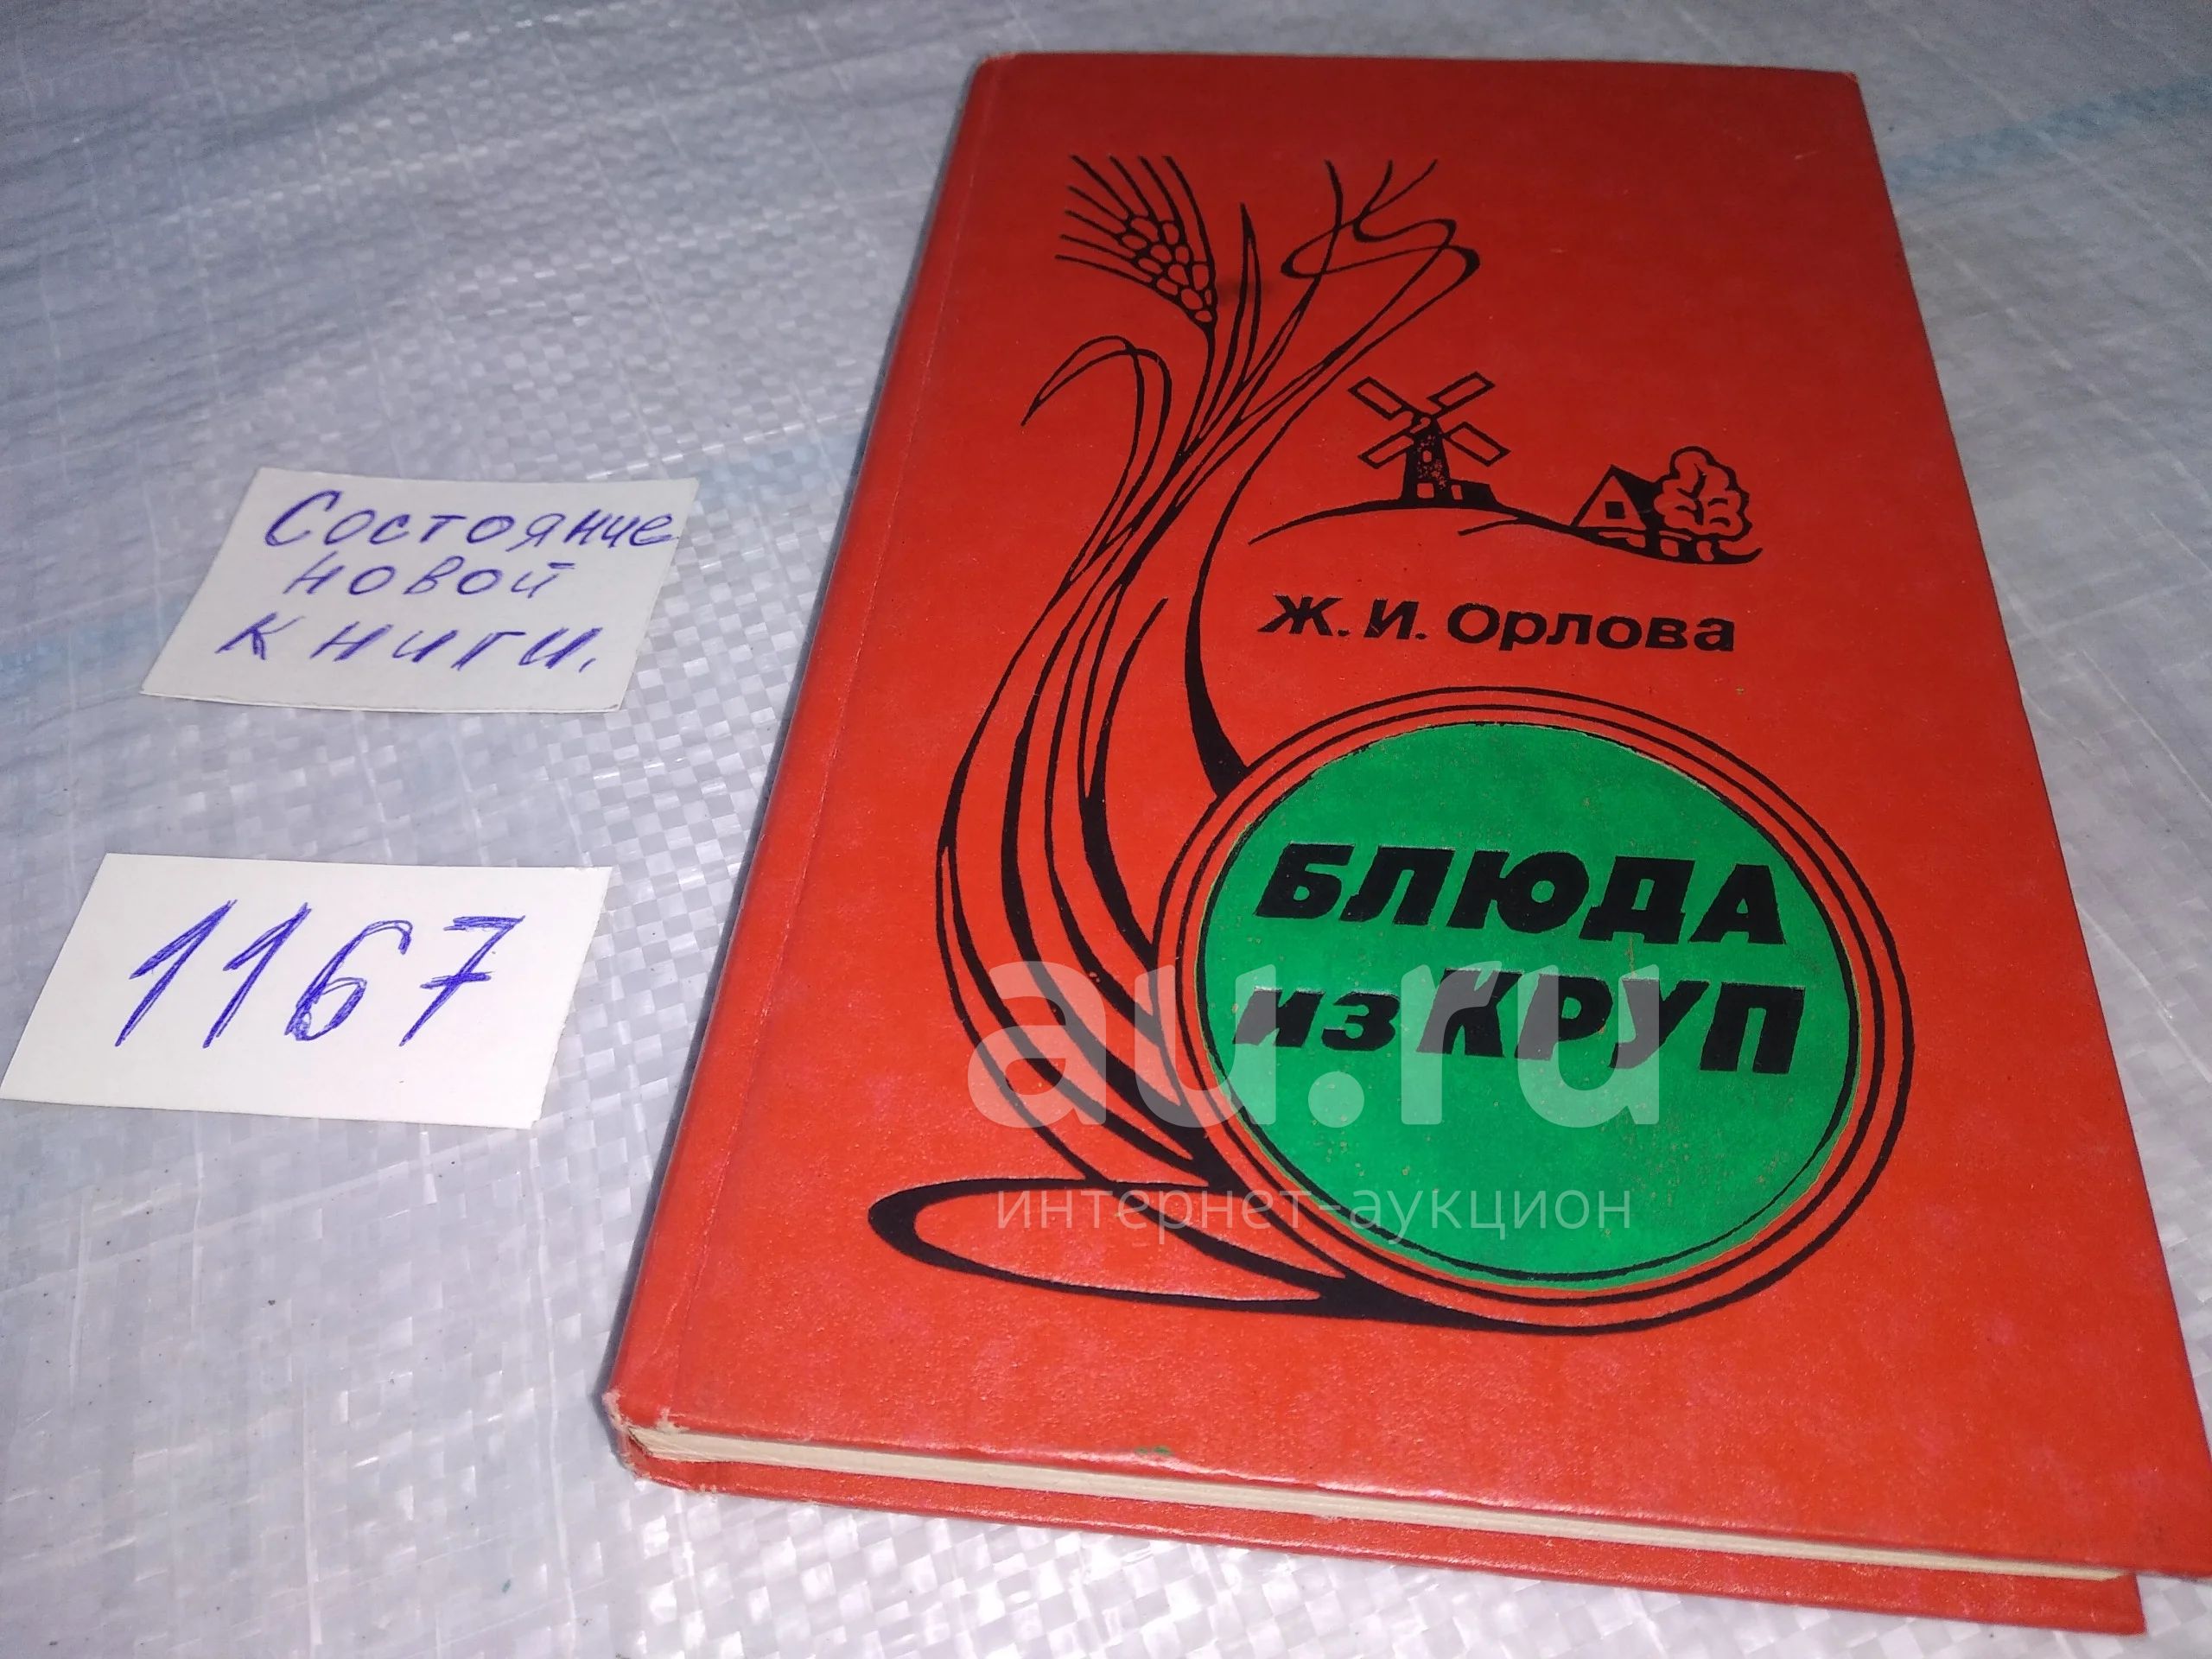 Состояние
новой
книги.
1167
Ж.И. Орлова
БЛЮДА
из КРУП
au.ru
интернет-аукцион